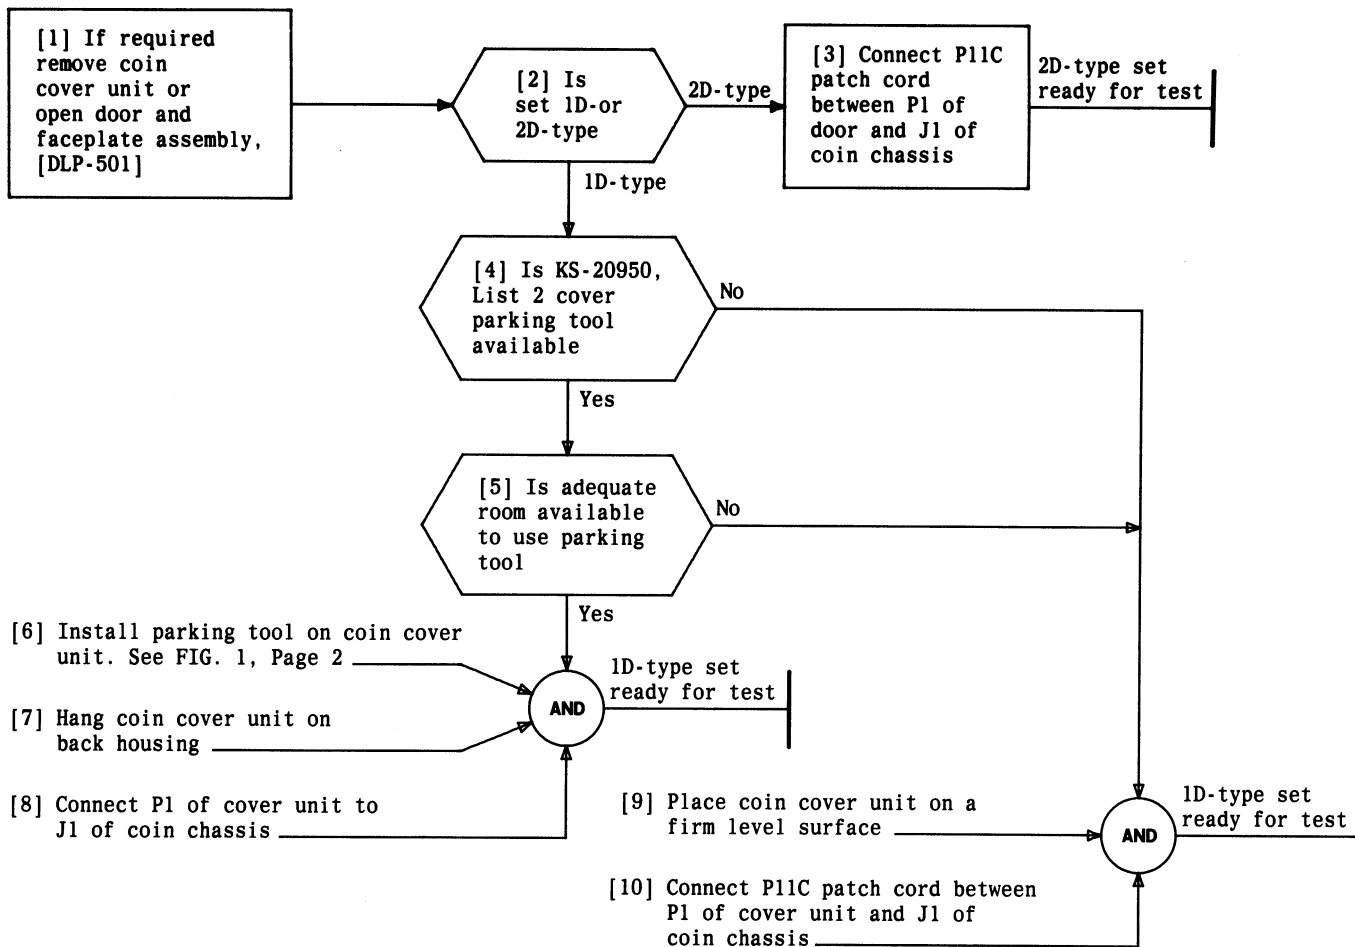 [1] If required
remove coin
cover unit or
open door and
faceplate assembly,
[DLP-501]
[2] Is
set 1D-or
2D-type
2D-type
[3] Connect P11C
patch cord
between P1 of
door and J1 of
coin chassis
2D-type set
ready for test
1D-type
[4] Is KS-20950,
List 2 cover
parking tool
available
No
Yes
[5] Is adequate
room available
to use parking
tool
No
Yes
[6] Install parking tool on coin cover
unit. See FIG. 1, Page 2
[7] Hang coin cover unit on
back housing
[8] Connect P1 of cover unit to
J1 of coin chassis
AND
1D-type set
ready for test
[9] Place coin cover unit on a
firm level surface
[10] Connect P11C patch cord between
P1 of cover unit and J1 of
coin chassis
AND
1D-type set
ready for test